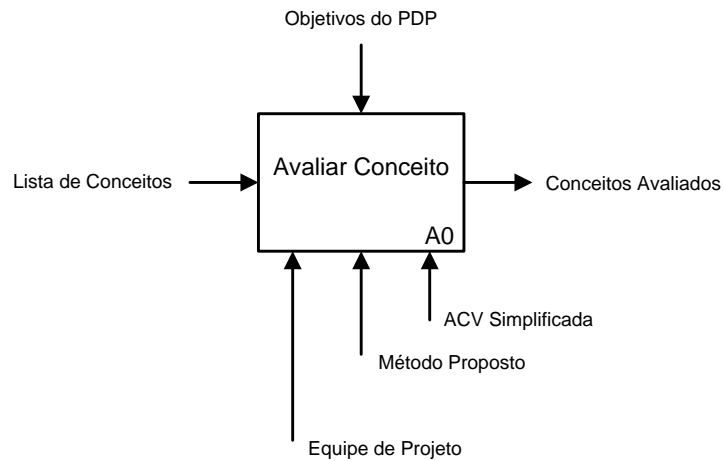 Objetivos do PDP
Avaliar Conceito
Lista de Conceitos
Conceitos Avaliados
A0
ACV Simplificada
Método Proposto
Equipe de Projeto